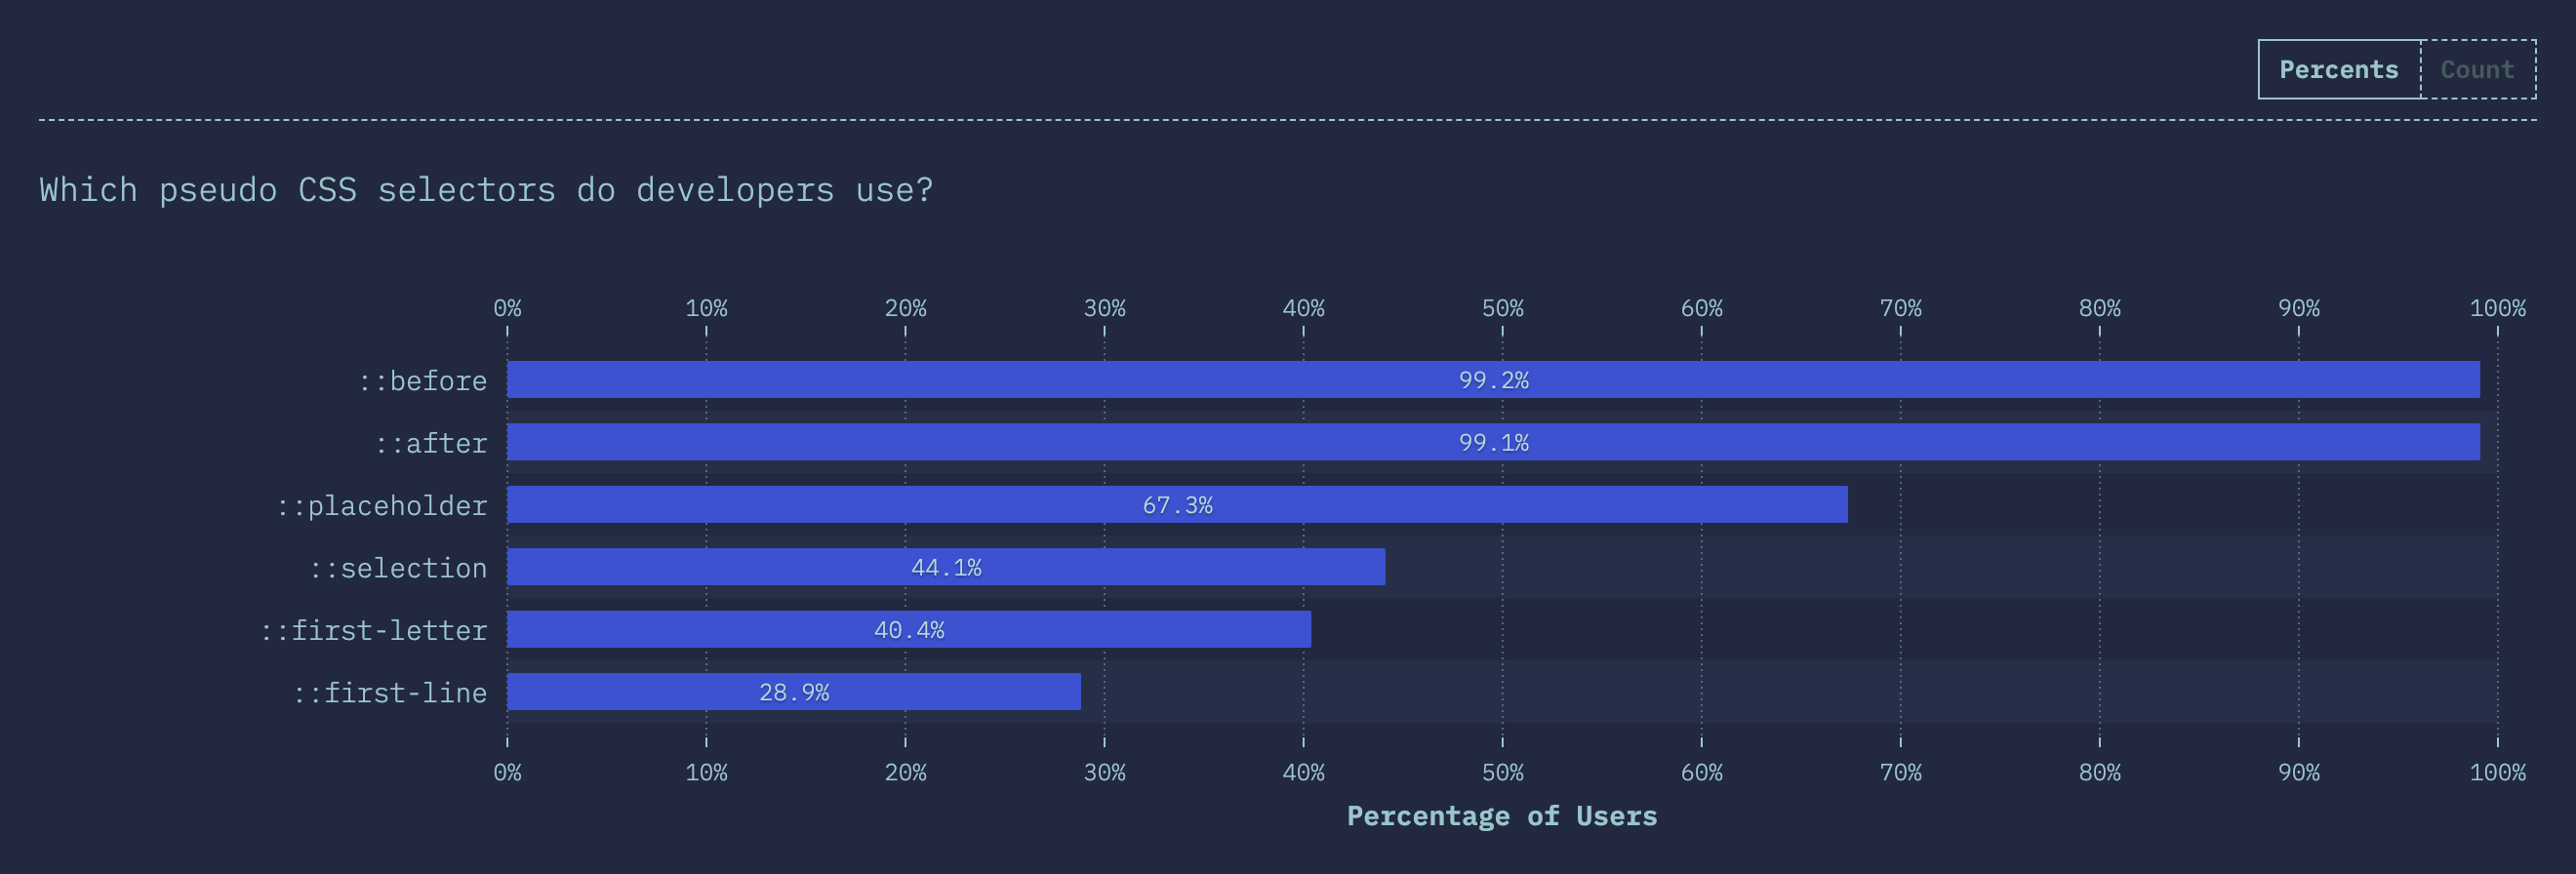 Percents Count
Which pseudo CSS selectors do developers use?
0% 10% 20% 30% 40% 50% 60% 70% 80% 90% 100%
::before 99.2%
::after 99.1%
::placeholder 67.3%
::selection 44.1%
::first-letter 40.4%
::first-line 28.9%
0% 10% 20% 30% 40% 50% 60% 70% 80% 90% 100%
Percentage of Users